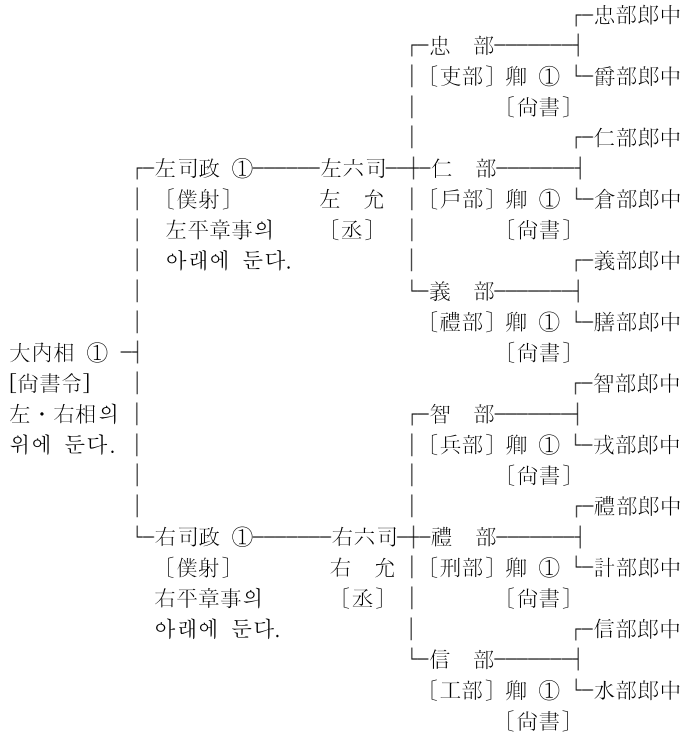 忠部郎中
忠 部
[吏部] 卿 ① 爵部郎中
[尙書]
仁部郎中
左司政 ① 左六司 仁 部
[僕射] 左 允 [戶部] 卿 ① 倉部郎中
左平章事의 [丞] [尙書]
아래에 둔다. 義部郎中
義 部
[禮部] 卿 ① 膳部郎中
大內相 ① [尙書]
[尙書令] 智部郎中
左·右相의 智 部
위에 둔다. [兵部] 卿 ① 戎部郎中
[尙書]
禮部郎中
右司政 ① 右六司 禮 部
[僕射] 右 允 [刑部] 卿 ① 計部郎中
右平章事의 [丞] [尙書]
아래에 둔다. 信部郎中
信 部
[工部] 卿 ① 水部郎中
[尙書]